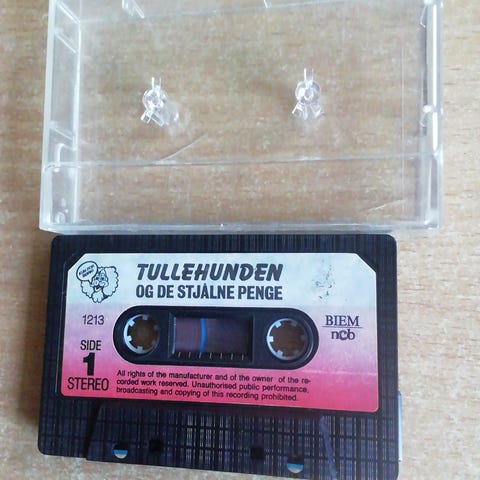 TULLEHUNDEN
OG DE STJÅLNE PENGE
1213
BIEM
ncb
SIDE
1
STEREO
All rights of the manufacturer and of the owner of the re-
corded work reserved. Unauthorised public performance,
broadcasting and copying of this recording prohibited.